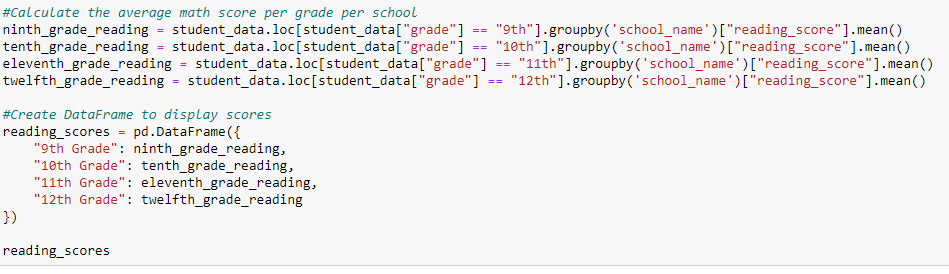 #Calculate the average math score per grade per school
ninth_grade_reading = student_data.loc[student_data["grade"] == "9th"].groupby('school_name')["reading_score"].mean()
tenth_grade_reading = student_data.loc[student_data["grade"] == "10th"].groupby('school_name')["reading_score"].mean()
eleventh_grade_reading = student_data.loc[student_data["grade"] == "11th"].groupby('school_name')["reading_score"].mean()
twelfth_grade_reading = student_data.loc[student_data["grade"] == "12th"].groupby('school_name')["reading_score"].mean()

#Create DataFrame to display scores
reading_scores = pd.DataFrame({
    "9th Grade": ninth_grade_reading,
    "10th Grade": tenth_grade_reading,
    "11th Grade": eleventh_grade_reading,
    "12th Grade": twelfth_grade_reading
})

reading_scores